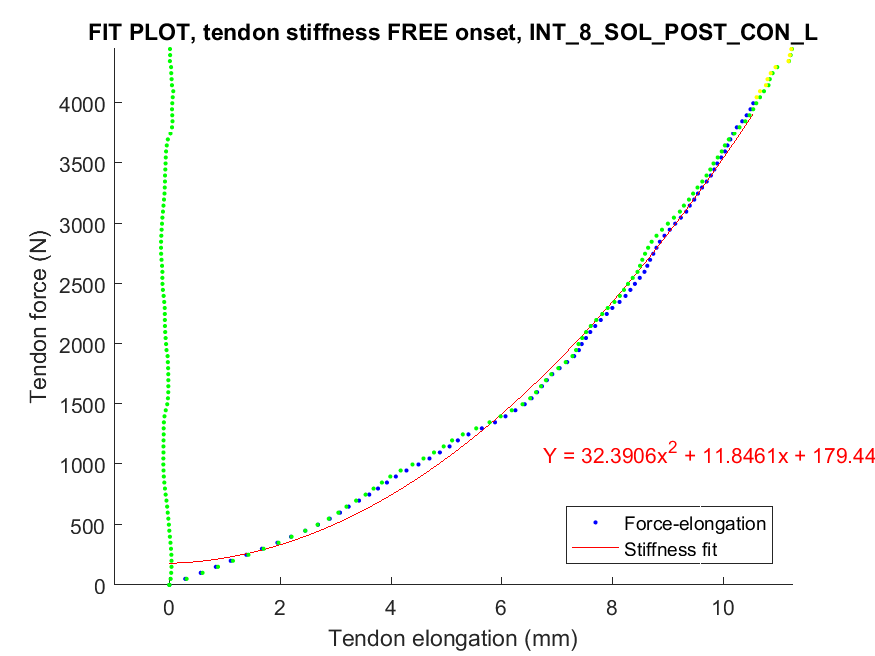 FIT PLOT, tendon stiffness FREE onset, INT_8_SOL_POST_CON_L
4000
3500
3000
2500
2000
1500
1000
500
0
Tendon force (N)
Y = 32.3906x² + 11.8461x + 179.44
Force-elongation
Stiffness fit
0 2 4 6 8 10
Tendon elongation (mm)